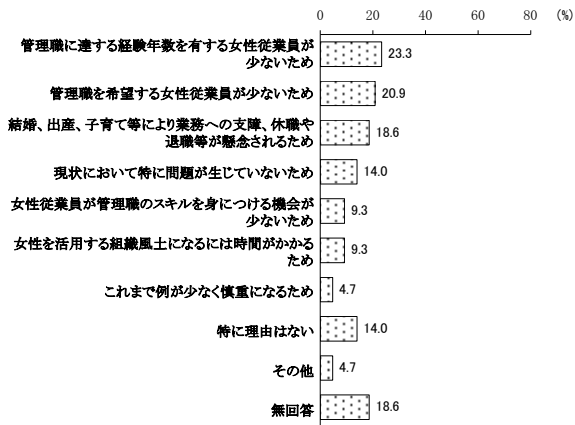 0 20 40 60 80 (%)
管理職に達する経験年数を有する女性従業員が
少ないため
23.3
管理職を希望する女性従業員が少ないため
20.9
結婚、出産、子育て等により業務への支障、休職や
退職等が懸念されるため
18.6
現状において特に問題が生じていないため
14.0
女性従業員が管理職のスキルを身につける機会が
少ないため
9.3
女性を活用する組織風土になるには時間がかかる
ため
9.3
これまで例が少なく慎重になるため
4.7
特に理由はない
14.0
その他
4.7
無回答
18.6